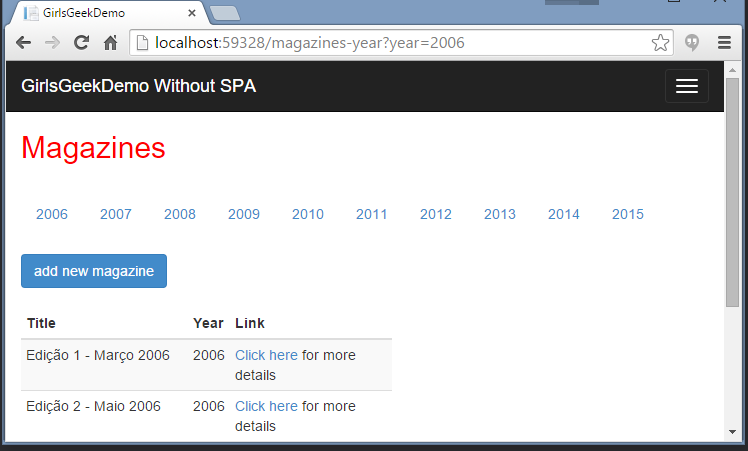 GirlsGeekDemo
localhost:59328/magazines-year?year=2006
GirlsGeekDemo Without SPA
Magazines
2006 2007 2008 2009 2010 2011 2012 2013 2014 2015
add new magazine
Title Year Link
Edição 1 - Março 2006 2006 Click here for more
details
Edição 2 - Maio 2006 2006 Click here for more
details